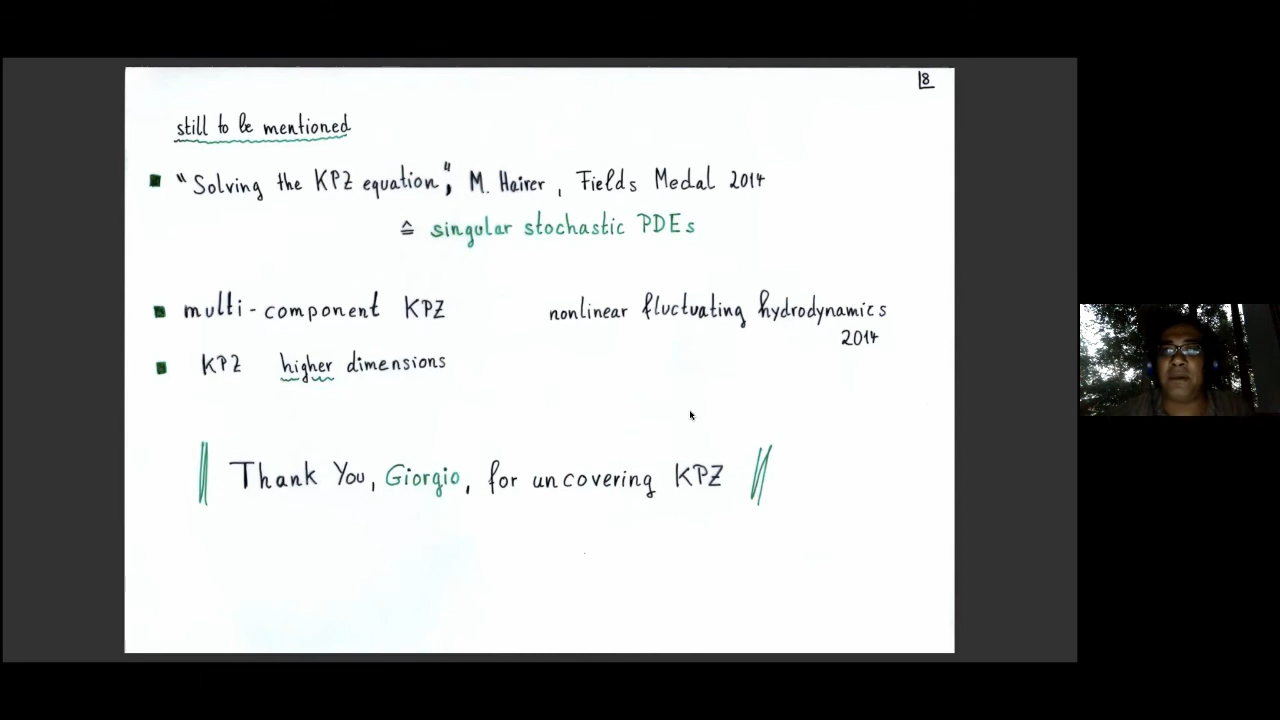 8
still to be mentioned
▪ "Solving the KPZ equation", M. Hairer, Fields Medal 2014
≙ singular stochastic PDEs
▪ multi-component KPZ nonlinear fluctuating hydrodynamics
2014
▪ KPZ higher dimensions
Thank You, Giorgio, for uncovering KPZ